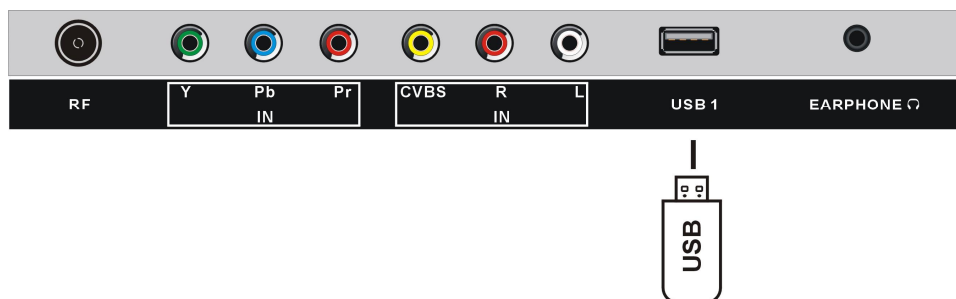 RF
Y Pb Pr
IN
CVBS R L
IN
USB 1
EARPHONE
USB